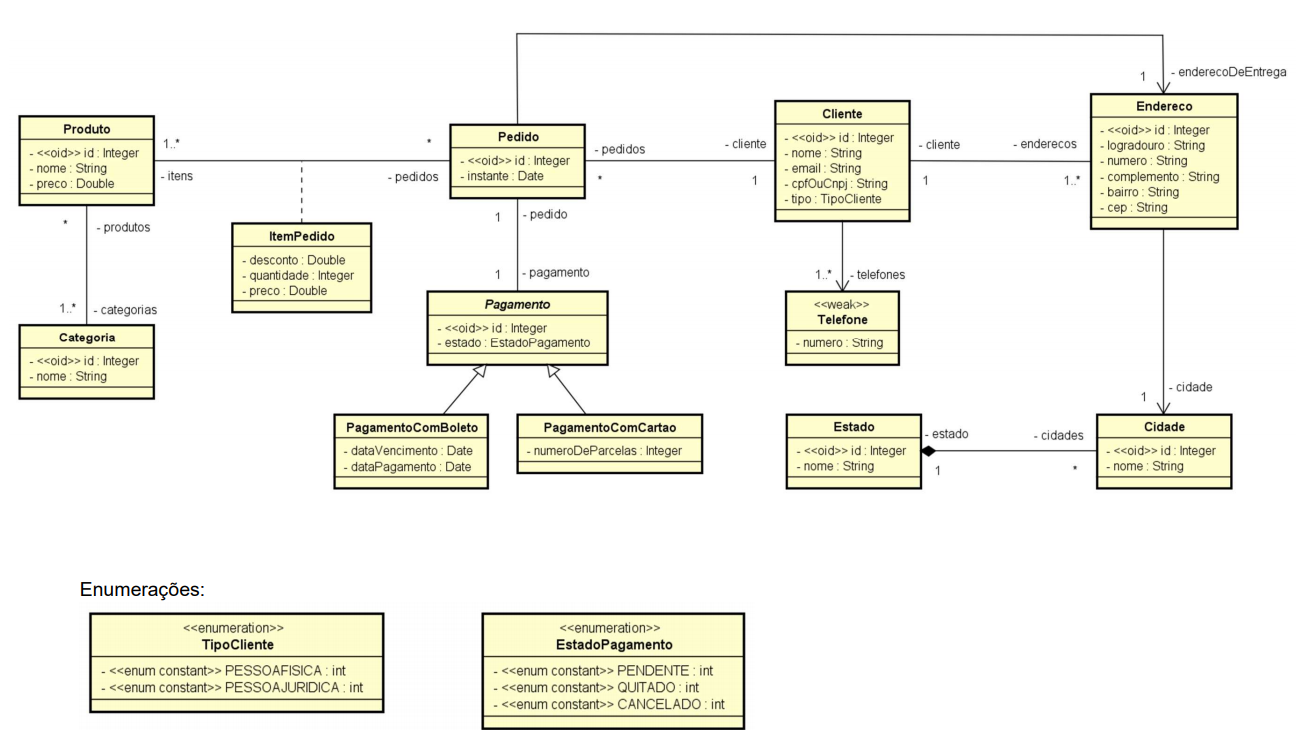 1 - enderecoDeEntrega
Produto
- <<oid>> id : Integer
- nome : String
- preco : Double
1..* *
- itens - pedidos
Pedido
- <<oid>> id : Integer
- instante : Date
- pedidos - cliente
* 1
Cliente
- <<oid>> id : Integer
- nome : String
- email : String
- cpfOuCnpj : String
- tipo : TipoCliente
- cliente - enderecos
1 1..*
Endereco
- <<oid>> id : Integer
- logradouro : String
- numero : String
- complemento : String
- bairro : String
- cep : String
* - produtos
1..* - categorias
Categoria
- <<oid>> id : Integer
- nome : String
ItemPedido
- desconto : Double
- quantidade : Integer
- preco : Double
1 - pedido
1 - pagamento
Pagamento
- <<oid>> id : Integer
- estado : EstadoPagamento
1..* - telefones
<<weak>>
Telefone
- numero : String
PagamentoComBoleto
- dataVencimento : Date
- dataPagamento : Date
PagamentoComCartao
- numeroDeParcelas : Integer
- cidade
1
Estado
- <<oid>> id : Integer
- nome : String
- estado - cidades
1 *
Cidade
- <<oid>> id : Integer
- nome : String
Enumerações:
<<enumeration>>
TipoCliente
- <<enum constant>> PESSOAFISICA : int
- <<enum constant>> PESSOAJURIDICA : int
<<enumeration>>
EstadoPagamento
- <<enum constant>> PENDENTE : int
- <<enum constant>> QUITADO : int
- <<enum constant>> CANCELADO : int